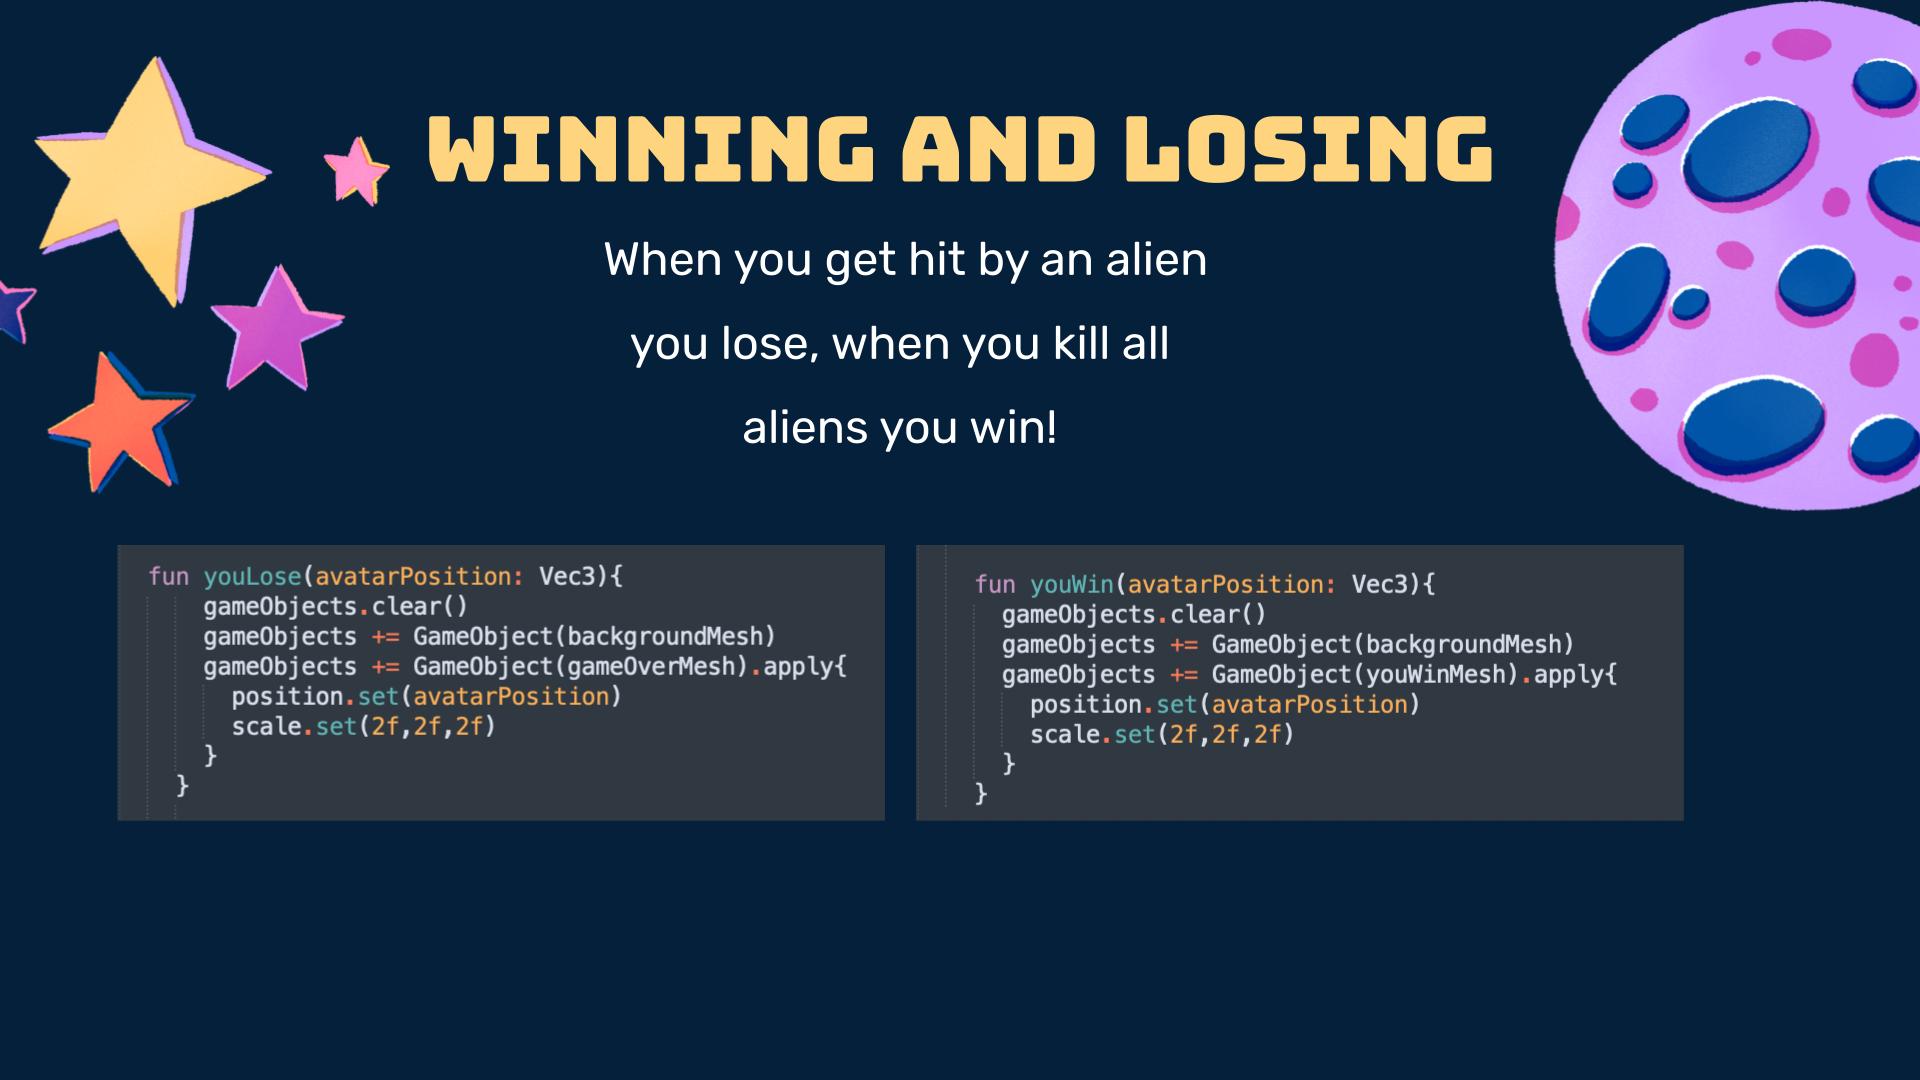 WINNING AND LOSING
When you get hit by an alien
you lose, when you kill all
aliens you win!
fun youLose(avatarPosition: Vec3){
gameObjects.clear()
gameObjects += GameObject(backgroundMesh)
gameObjects += GameObject(gameOverMesh).apply{
position.set(avatarPosition)
scale.set(2f,2f,2f)
}
}
fun youWin(avatarPosition: Vec3){
gameObjects.clear()
gameObjects += GameObject(backgroundMesh)
gameObjects += GameObject(youWinMesh).apply{
position.set(avatarPosition)
scale.set(2f,2f,2f)
}
}